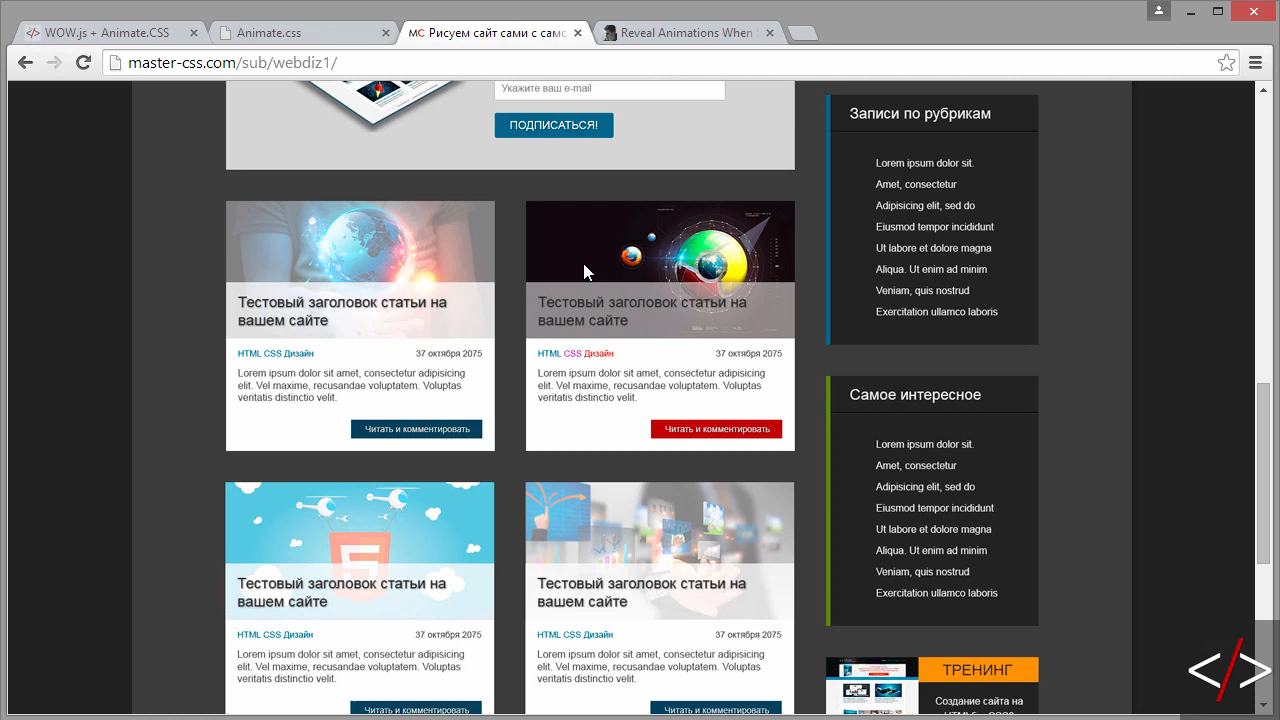 WOW.js + Animate.CSS
Animate.css
МС Рисуем сайт сами с самс
Reveal Animations When
master-css.com/sub/webdiz1/
Укажите ваш e-mail
ПОДПИСАТЬСЯ!
Тестовый заголовок статьи на
вашем сайте
HTML CSS Дизайн 37 октября 2075
Lorem ipsum dolor sit amet, consectetur adipisicing
elit. Vel maxime, recusandae voluptatem. Voluptas
veritatis distinctio velit.
Читать и комментировать
Тестовый заголовок статьи на
вашем сайте
HTML CSS Дизайн 37 октября 2075
Lorem ipsum dolor sit amet, consectetur adipisicing
elit. Vel maxime, recusandae voluptatem. Voluptas
veritatis distinctio velit.
Читать и комментировать
5
Тестовый заголовок статьи на
вашем сайте
HTML CSS Дизайн 37 октября 2075
Lorem ipsum dolor sit amet, consectetur adipisicing
elit. Vel maxime, recusandae voluptatem. Voluptas
veritatis distinctio velit.
Читать и комментировать
Тестовый заголовок статьи на
вашем сайте
HTML CSS Дизайн 37 октября 2075
Lorem ipsum dolor sit amet, consectetur adipisicing
elit. Vel maxime, recusandae voluptatem. Voluptas
veritatis distinctio velit.
Читать и комментировать
Записи по рубрикам
Lorem ipsum dolor sit.
Amet, consectetur
Adipisicing elit, sed do
Eiusmod tempor incididunt
Ut labore et dolore magna
Aliqua. Ut enim ad minim
Veniam, quis nostrud
Exercitation ullamco laboris
Самое интересное
Lorem ipsum dolor sit.
Amet, consectetur
Adipisicing elit, sed do
Eiusmod tempor incididunt
Ut labore et dolore magna
Aliqua. Ut enim ad minim
Veniam, quis nostrud
Exercitation ullamco laboris
ТРЕНИНГ
Создание сайта на